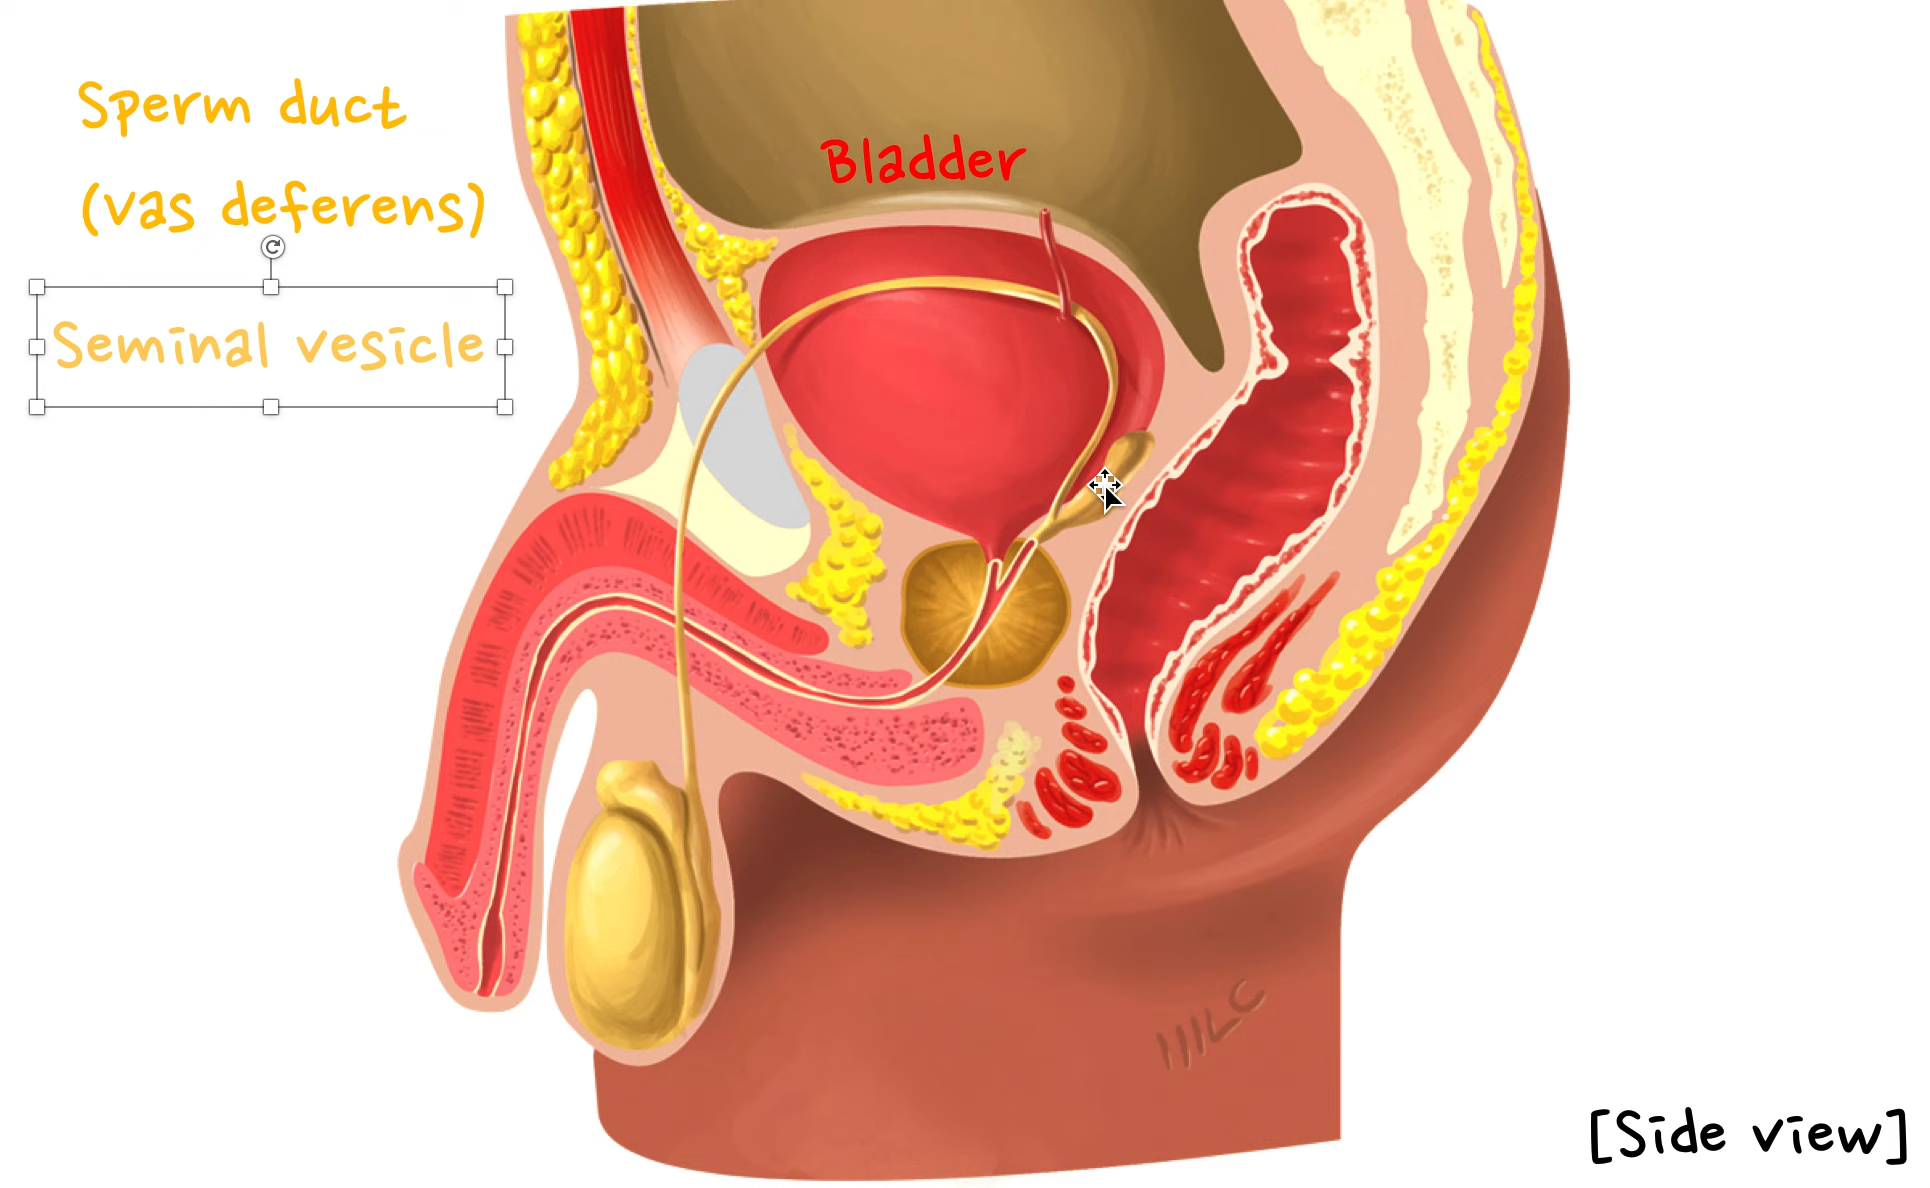 Sperm duct
(vas deferens)
Seminal vesicle
Bladder
[Side view]